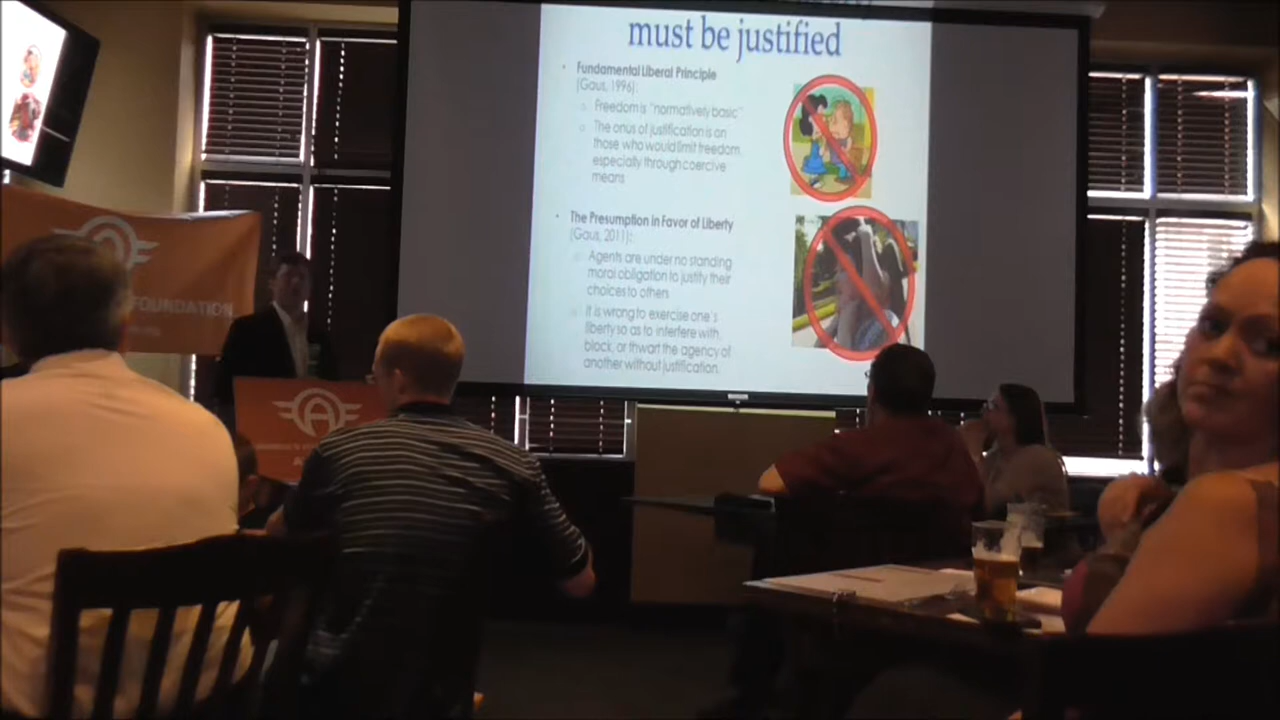 must be justified
• Fundamental Liberal Principle
(Gaus, 1996):
Freedom is "normatively basic"
The onus of justification is on
those who would limit freedom,
especially through coercive
means
• The Presumption in Favor of Liberty
(Gaus, 2011):
Agents are under no standing
moral obligation to justify their
choices to others
It is wrong to exercise one's
liberty so as to interfere with,
block, or thwart the agency of
another without justification.
FOUNDATION
A